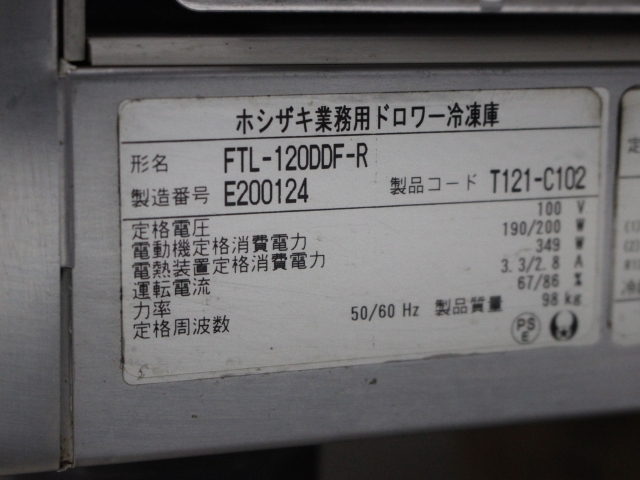 ホシザキ業務用ドロワー冷凍庫
形名 FTL-120DDF-R
製造番号 E200124 製品コード T121-C102
定格電圧 100 V
電動機定格消費電力 190/200 W
電熱装置定格消費電力 349 W
運転電流 3.3/2.8 A
力率 67/86 %
定格周波数 50/60 Hz 製品質量 98 kg
PS
E
定